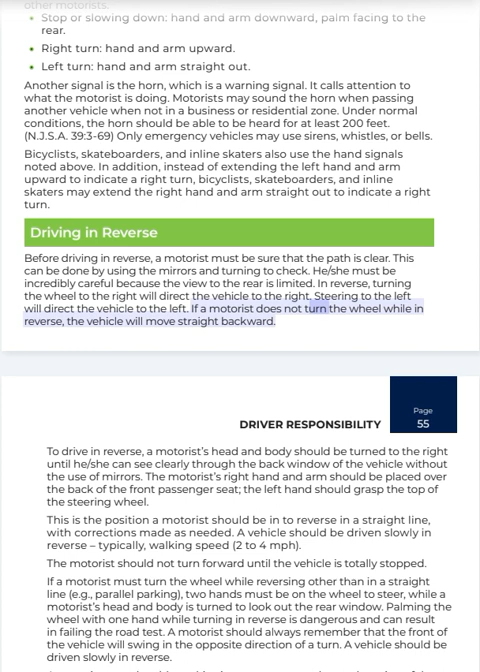 other motorists.
• Stop or slowing down: hand and arm downward, palm facing to the
rear.
• Right turn: hand and arm upward.
• Left turn: hand and arm straight out.
Another signal is the horn, which is a warning signal. It calls attention to
what the motorist is doing. Motorists may sound the horn when passing
another vehicle when not in a business or residential zone. Under normal
conditions, the horn should be able to be heard for at least 200 feet.
(N.J.S.A. 39:3-69) Only emergency vehicles may use sirens, whistles, or bells.
Bicyclists, skateboarders, and inline skaters also use the hand signals
noted above. In addition, instead of extending the left hand and arm
upward to indicate a right turn, bicyclists, skateboarders, and inline
skaters may extend the right hand and arm straight out to indicate a right
turn.
Driving in Reverse
Before driving in reverse, a motorist must be sure that the path is clear. This
can be done by using the mirrors and turning to check. He/she must be
incredibly careful because the view to the rear is limited. In reverse, turning
the wheel to the right will direct the vehicle to the right. Steering to the left
will direct the vehicle to the left. If a motorist does not turn the wheel while in
reverse, the vehicle will move straight backward.
Page
DRIVER RESPONSIBILITY 55
To drive in reverse, a motorist's head and body should be turned to the right
until he/she can see clearly through the back window of the vehicle without
the use of mirrors. The motorist's right hand and arm should be placed over
the back of the front passenger seat; the left hand should grasp the top of
the steering wheel.
This is the position a motorist should be in to reverse in a straight line,
with corrections made as needed. A vehicle should be driven slowly in
reverse – typically, walking speed (2 to 4 mph).
The motorist should not turn forward until the vehicle is totally stopped.
If a motorist must turn the wheel while reversing other than in a straight
line (e.g., parallel parking), two hands must be on the wheel to steer, while a
motorist's head and body is turned to look out the rear window. Palming the
wheel with one hand while turning in reverse is dangerous and can result
in failing the road test. A motorist should always remember that the front of
the vehicle will swing in the opposite direction of a turn. A vehicle should be
driven slowly in reverse.